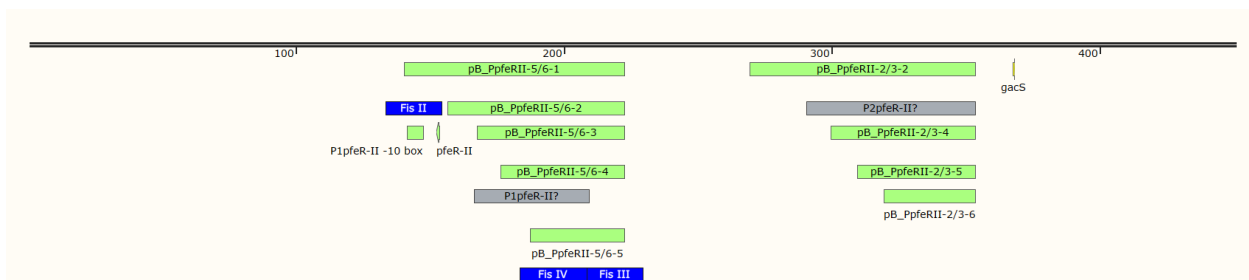 100 200 300 400
pB_PpfeRII-5/6-1 pB_PpfeRII-2/3-2
gacS
Fis II pB_PpfeRII-5/6-2 P2pfeR-II?
pB_PpfeRII-5/6-3 pB_PpfeRII-2/3-4
P1pfeR-II -10 box pfeR-II
pB_PpfeRII-5/6-4 pB_PpfeRII-2/3-5
P1pfeR-II?
pB_PpfeRII-2/3-6
pB_PpfeRII-5/6-5
Fis IV Fis III